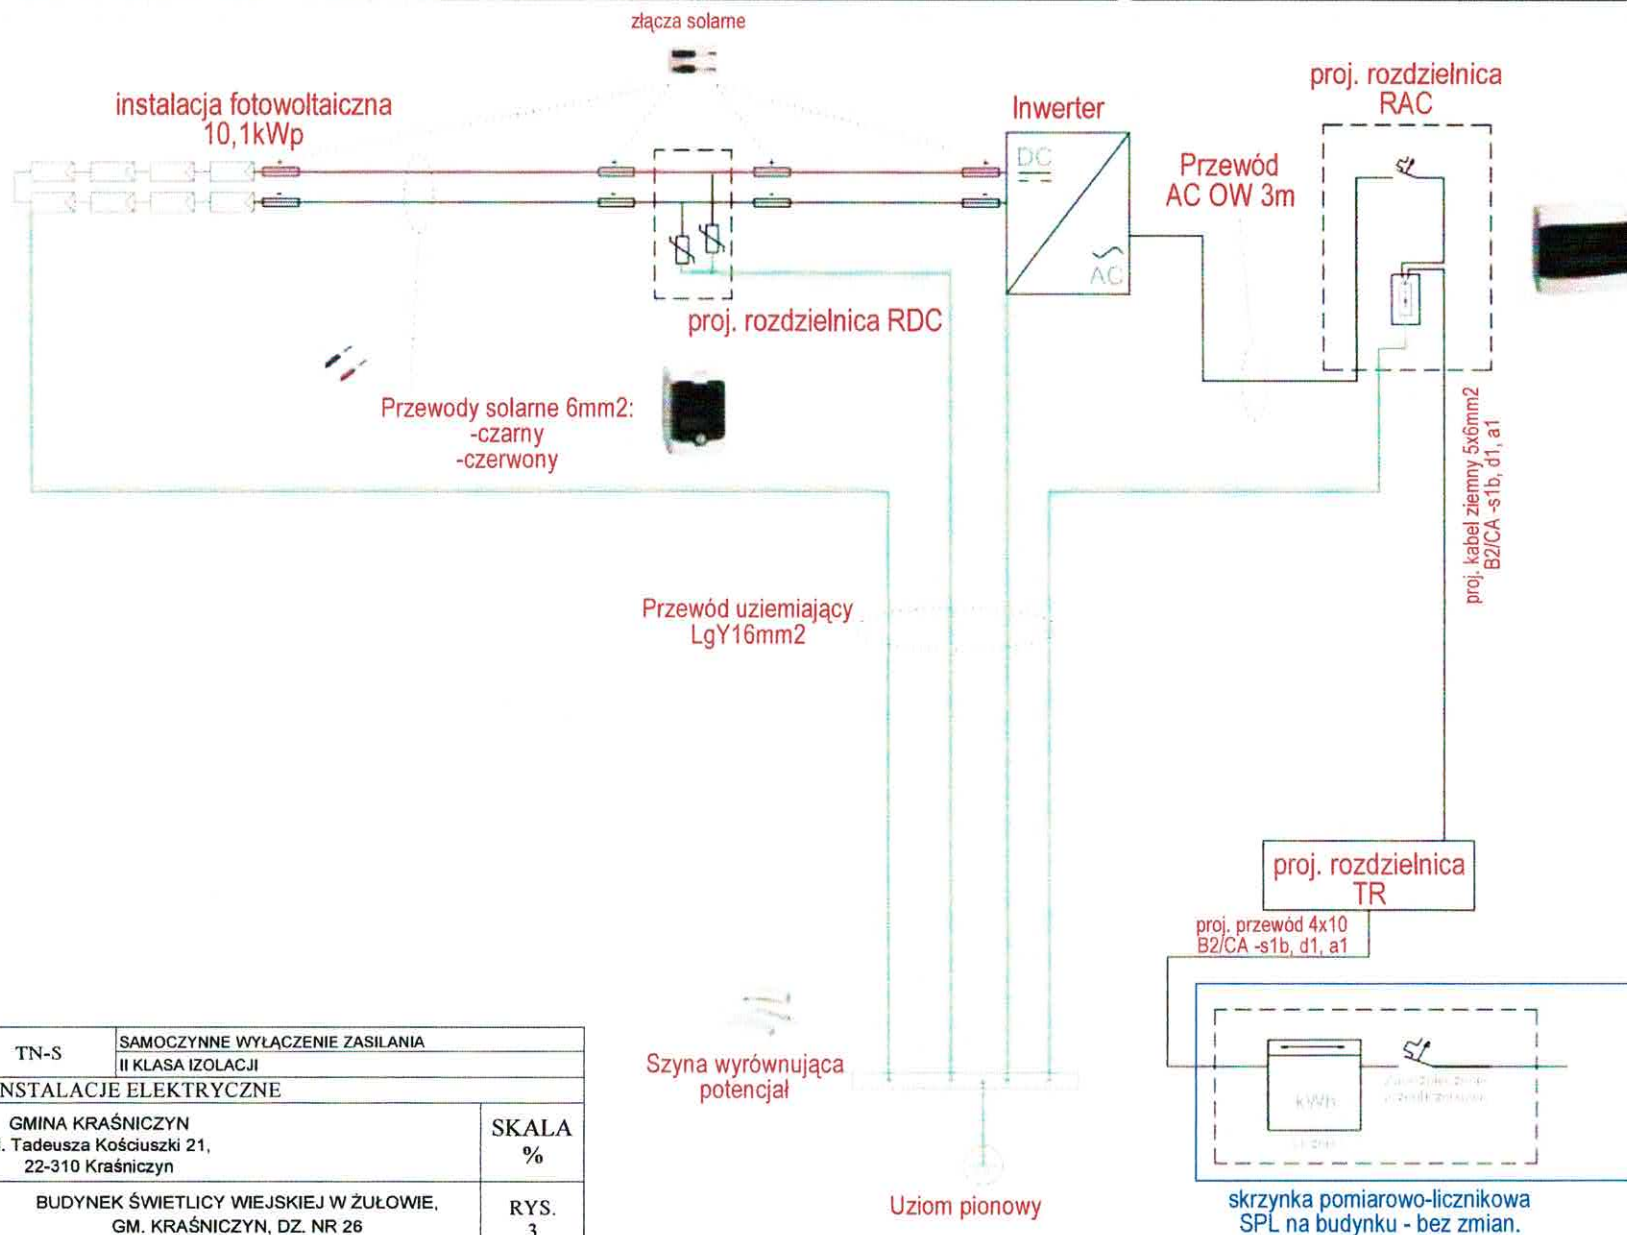 złącza solarne
instalacja fotowoltaiczna
10,1kWp
Inwerter
proj. rozdzielnica
RAC
DC
AC
Przewód
AC OW 3m
proj. rozdzielnica RDC
Przewody solarne 6mm2:
-czarny
-czerwony
proj. kabel ziemny 5x6mm2
B2/CA -s1b, d1, a1
Przewód uziemiający
LgY16mm2
proj. rozdzielnica
TR
proj. przewód 4x10
B2/CA -s1b, d1, a1
kWh
Szyna wyrównująca
potencjał
Uziom pionowy
skrzynka pomiarowo-licznikowa
SPL na budynku - bez zmian.
TN-S
SAMOCZYNNE WYŁĄCZENIE ZASILANIA
II KLASA IZOLACJI
NSTALACJE ELEKTRYCZNE
GMINA KRAŚNICZYN
. Tadeusza Kościuszki 21,
22-310 Kraśniczyn
SKALA
%
BUDYNEK ŚWIETLICY WIEJSKIEJ W ŻUŁOWIE,
GM. KRAŚNICZYN, DZ. NR 26
RYS.
3